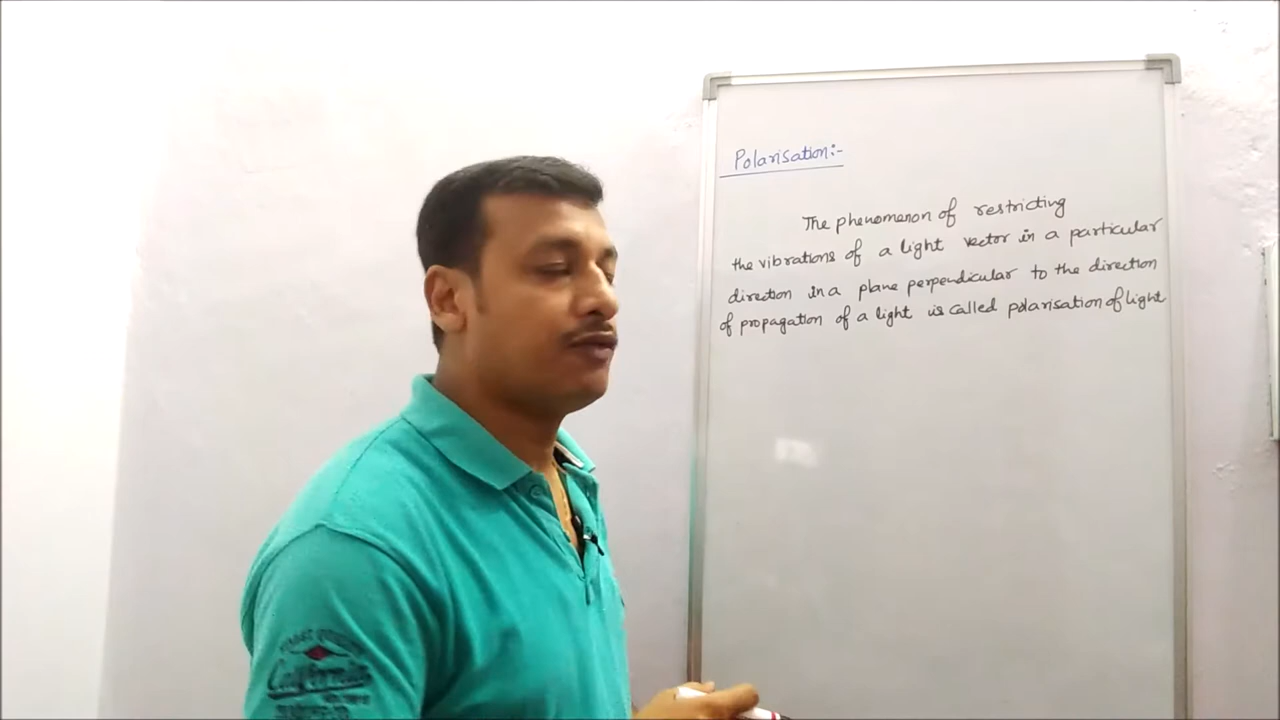 Polarisation:-
The phenomenon of restricting
the vibrations of a light vector in a particular
direction in a plane perpendicular to the direction
of propagation of a light is called polarisation of light
California